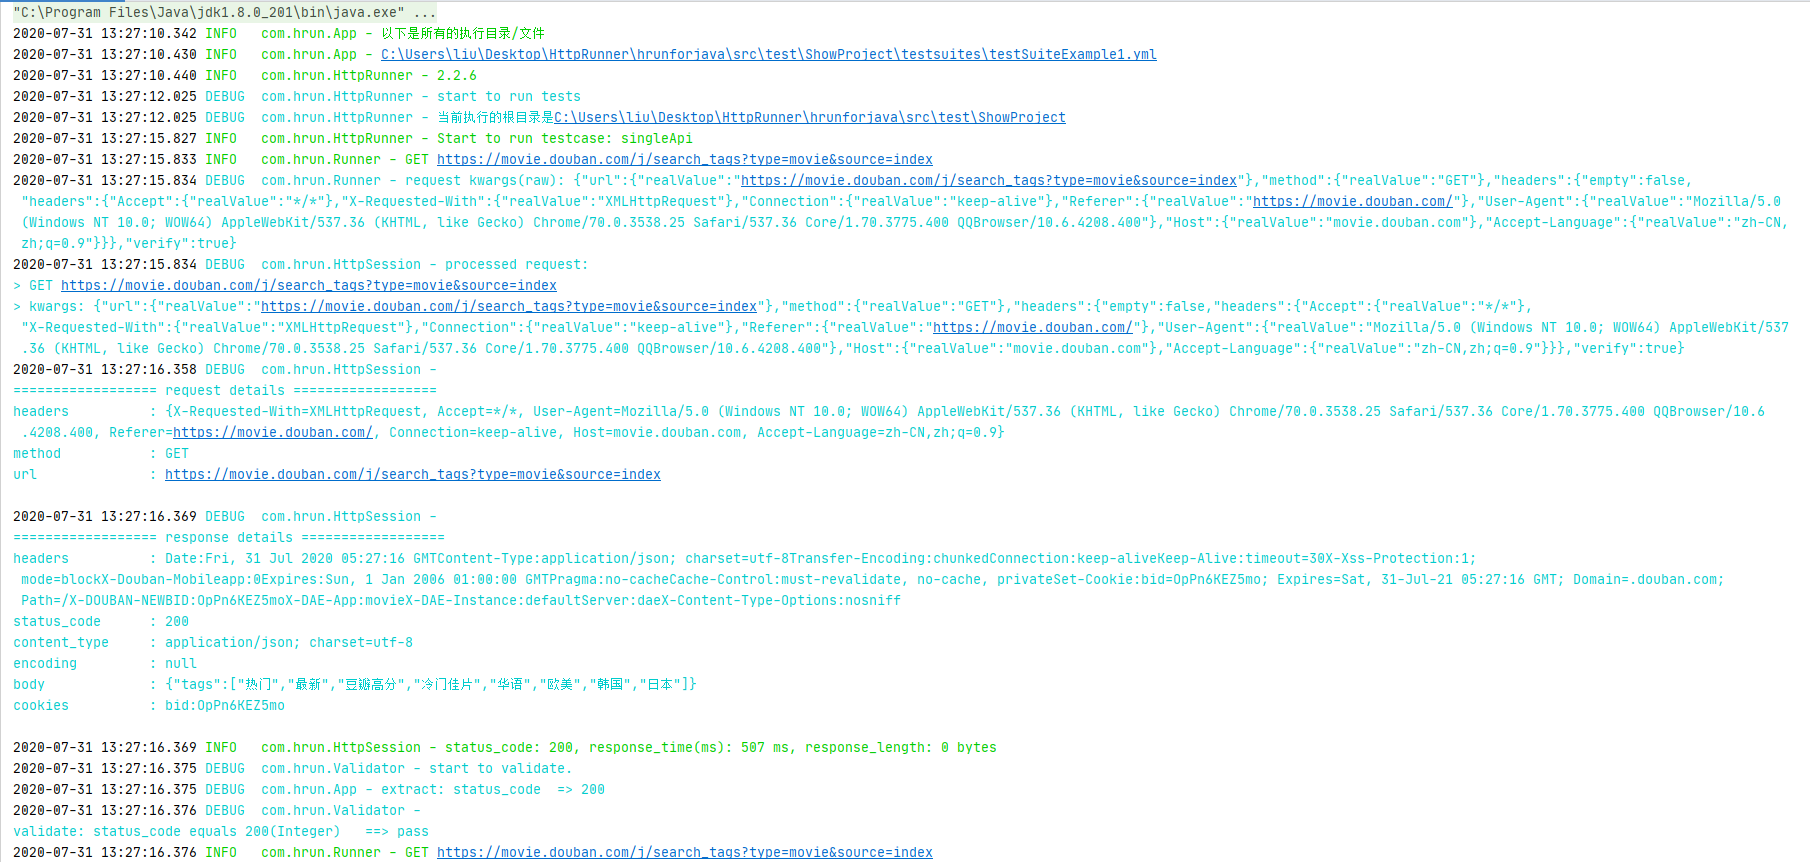 "C:\Program Files\Java\jdk1.8.0_201\bin\java.exe" ...
2020-07-31 13:27:10.342 INFO   com.hrun.App - 以下是所有的执行目录/文件
2020-07-31 13:27:10.430 INFO   com.hrun.App - C:\Users\liu\Desktop\HttpRunner\hrunforjava\src\test\ShowProject\testsuites\testSuiteExample1.yml
2020-07-31 13:27:10.440 INFO   com.hrun.HttpRunner - 2.2.6
2020-07-31 13:27:12.025 DEBUG  com.hrun.HttpRunner - start to run tests
2020-07-31 13:27:12.025 DEBUG  com.hrun.HttpRunner - 当前执行的根目录是C:\Users\liu\Desktop\HttpRunner\hrunforjava\src\test\ShowProject
2020-07-31 13:27:15.827 INFO   com.hrun.HttpRunner - Start to run testcase: singleApi
2020-07-31 13:27:15.833 INFO   com.hrun.Runner - GET https://movie.douban.com/j/search_tags?type=movie&source=index
2020-07-31 13:27:15.834 DEBUG  com.hrun.Runner - request kwargs(raw): {"url":{"realValue":"https://movie.douban.com/j/search_tags?type=movie&source=index"},"method":{"realValue":"GET"},"headers":{"empty":false,
"headers":{"Accept":{"realValue":"*/*"},"X-Requested-With":{"realValue":"XMLHttpRequest"},"Connection":{"realValue":"keep-alive"},"Referer":{"realValue":"https://movie.douban.com/"},"User-Agent":{"realValue":"Mozilla/5.0
(Windows NT 10.0; WOW64) AppleWebKit/537.36 (KHTML, like Gecko) Chrome/70.0.3538.25 Safari/537.36 Core/1.70.3775.400 QQBrowser/10.6.4208.400"},"Host":{"realValue":"movie.douban.com"},"Accept-Language":{"realValue":"zh-CN,
zh;q=0.9"}}},"verify":true}
2020-07-31 13:27:15.834 DEBUG  com.hrun.HttpSession - processed request:
> GET https://movie.douban.com/j/search_tags?type=movie&source=index
> kwargs: {"url":{"realValue":"https://movie.douban.com/j/search_tags?type=movie&source=index"},"method":{"realValue":"GET"},"headers":{"empty":false,"headers":{"Accept":{"realValue":"*/*"},
"X-Requested-With":{"realValue":"XMLHttpRequest"},"Connection":{"realValue":"keep-alive"},"Referer":{"realValue":"https://movie.douban.com/"},"User-Agent":{"realValue":"Mozilla/5.0 (Windows NT 10.0; WOW64) AppleWebKit/537
.36 (KHTML, like Gecko) Chrome/70.0.3538.25 Safari/537.36 Core/1.70.3775.400 QQBrowser/10.6.4208.400"},"Host":{"realValue":"movie.douban.com"},"Accept-Language":{"realValue":"zh-CN,zh;q=0.9"}}},"verify":true}
2020-07-31 13:27:16.358 DEBUG  com.hrun.HttpSession -
================== request details ==================
headers          : {X-Requested-With=XMLHttpRequest, Accept=*/*, User-Agent=Mozilla/5.0 (Windows NT 10.0; WOW64) AppleWebKit/537.36 (KHTML, like Gecko) Chrome/70.0.3538.25 Safari/537.36 Core/1.70.3775.400 QQBrowser/10.6
.4208.400, Referer=https://movie.douban.com/, Connection=keep-alive, Host=movie.douban.com, Accept-Language=zh-CN,zh;q=0.9}
method           : GET
url              : https://movie.douban.com/j/search_tags?type=movie&source=index
2020-07-31 13:27:16.369 DEBUG  com.hrun.HttpSession -
================== response details ==================
headers          : Date:Fri, 31 Jul 2020 05:27:16 GMTContent-Type:application/json; charset=utf-8Transfer-Encoding:chunkedConnection:keep-aliveKeep-Alive:timeout=30X-Xss-Protection:1;
mode=blockX-Douban-Mobileapp:0Expires:Sun, 1 Jan 2006 01:00:00 GMTPragma:no-cacheCache-Control:must-revalidate, no-cache, privateSet-Cookie:bid=OpPn6KEZ5mo; Expires=Sat, 31-Jul-21 05:27:16 GMT; Domain=.douban.com;
Path=/X-DOUBAN-NEWBID:OpPn6KEZ5moX-DAE-App:movieX-DAE-Instance:defaultServer:daeX-Content-Type-Options:nosniff
status_code      : 200
content_type     : application/json; charset=utf-8
encoding         : null
body             : {"tags":["热门","最新","豆瓣高分","冷门佳片","华语","欧美","韩国","日本"]}
cookies          : bid:OpPn6KEZ5mo
2020-07-31 13:27:16.369 INFO   com.hrun.HttpSession - status_code: 200, response_time(ms): 507 ms, response_length: 0 bytes
2020-07-31 13:27:16.375 DEBUG  com.hrun.Validator - start to validate.
2020-07-31 13:27:16.375 DEBUG  com.hrun.App - extract: status_code  => 200
2020-07-31 13:27:16.376 DEBUG  com.hrun.Validator -
validate: status_code equals 200(Integer)   ==> pass
2020-07-31 13:27:16.376 INFO   com.hrun.Runner - GET https://movie.douban.com/j/search_tags?type=movie&source=index